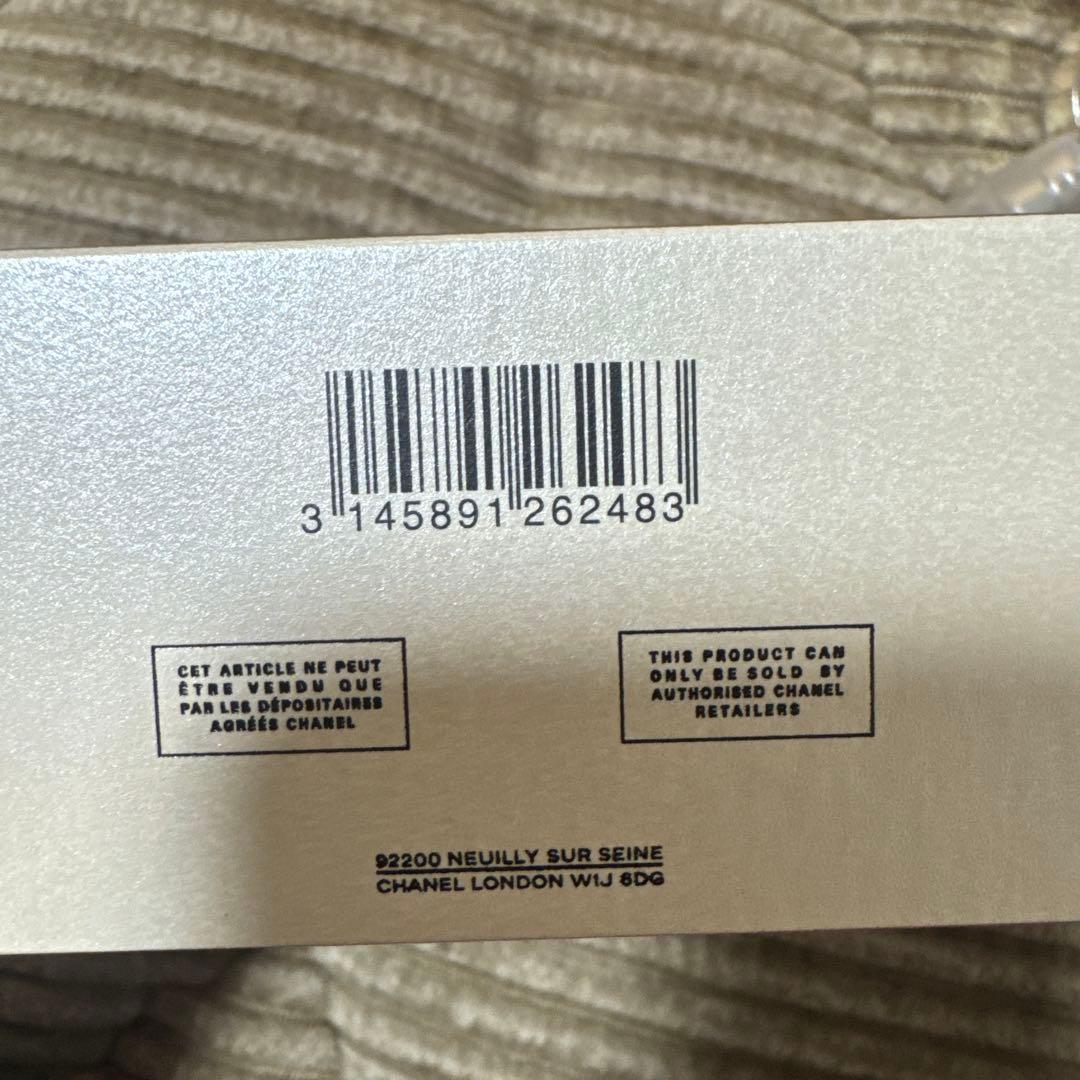 3 145891 262483
CET ARTICLE NE PEUT
ÊTRE VENDU QUE
PAR LES DÉPOSITAIRES
AGRÉÉS CHANEL
THIS PRODUCT CAN
ONLY BE SOLD BY
AUTHORISED CHANEL
RETAILERS
92200 NEUILLY SUR SEINE
CHANEL LONDON W1J 6DG